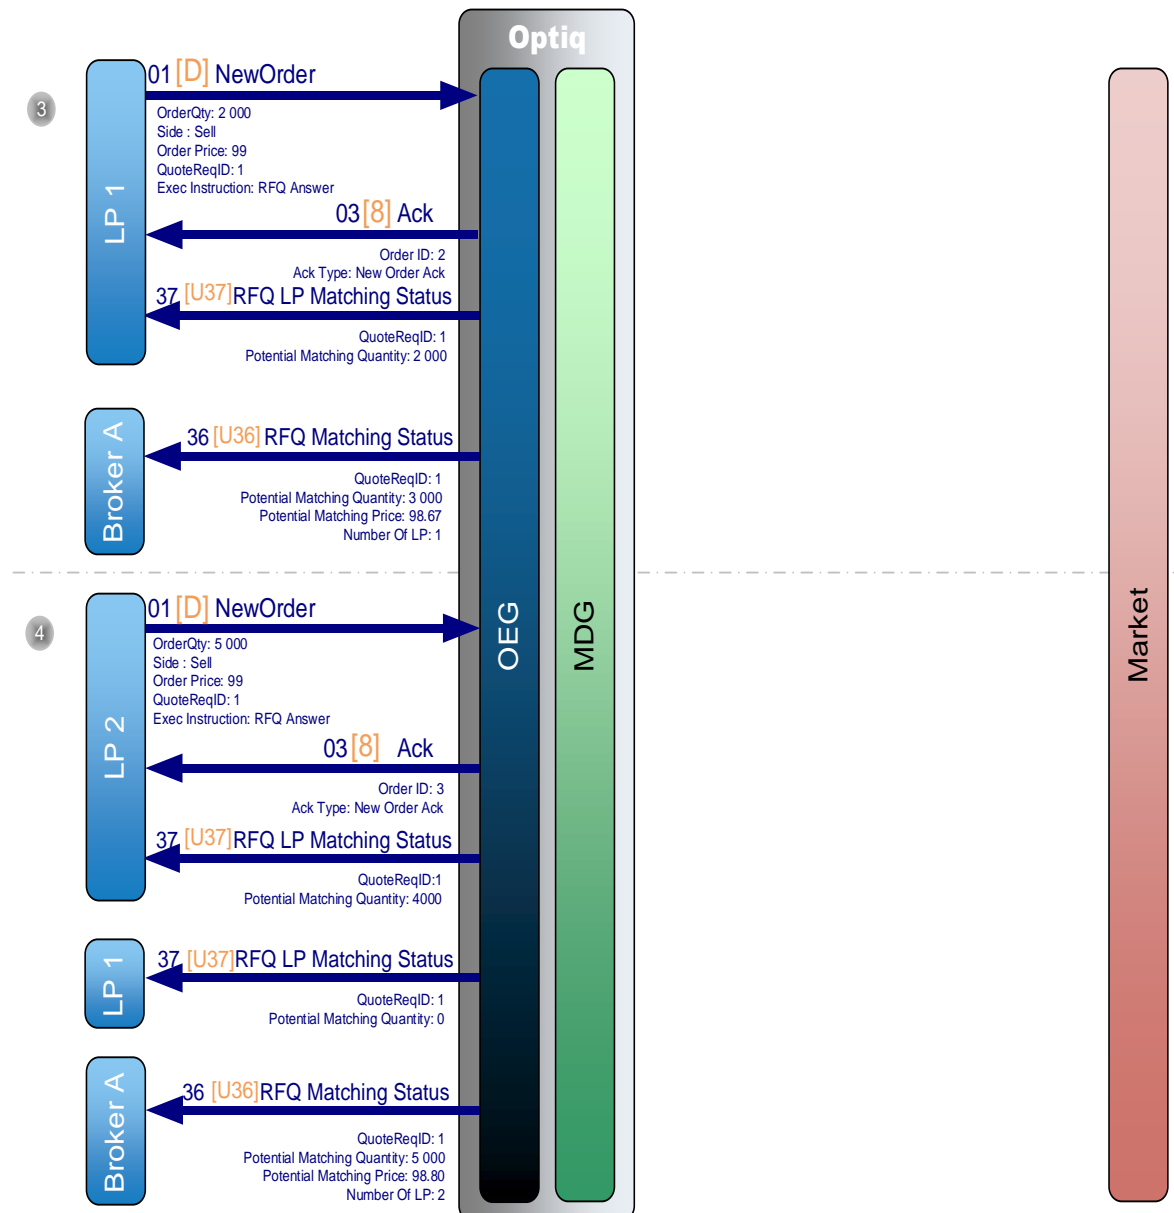 Optiq
3
LP 1
01 [D] NewOrder
OrderQty: 2 000
Side : Sell
Order Price: 99
QuoteReqID: 1
Exec Instruction: RFQ Answer
03 [8] Ack
Order ID: 2
Ack Type: New Order Ack
37 [U37] RFQ LP Matching Status
QuoteReqID: 1
Potential Matching Quantity: 2 000
Broker A
36 [U36] RFQ Matching Status
QuoteReqID: 1
Potential Matching Quantity: 3 000
Potential Matching Price: 98.67
Number Of LP: 1
OEG
MDG
Market
4
LP 2
01 [D] NewOrder
OrderQty: 5 000
Side : Sell
Order Price: 99
QuoteReqID: 1
Exec Instruction: RFQ Answer
03 [8] Ack
Order ID: 3
Ack Type: New Order Ack
37 [U37] RFQ LP Matching Status
QuoteReqID:1
Potential Matching Quantity: 4000
LP 1
37 [U37] RFQ LP Matching Status
QuoteReqID: 1
Potential Matching Quantity: 0
Broker A
36 [U36] RFQ Matching Status
QuoteReqID: 1
Potential Matching Quantity: 5 000
Potential Matching Price: 98.80
Number Of LP: 2